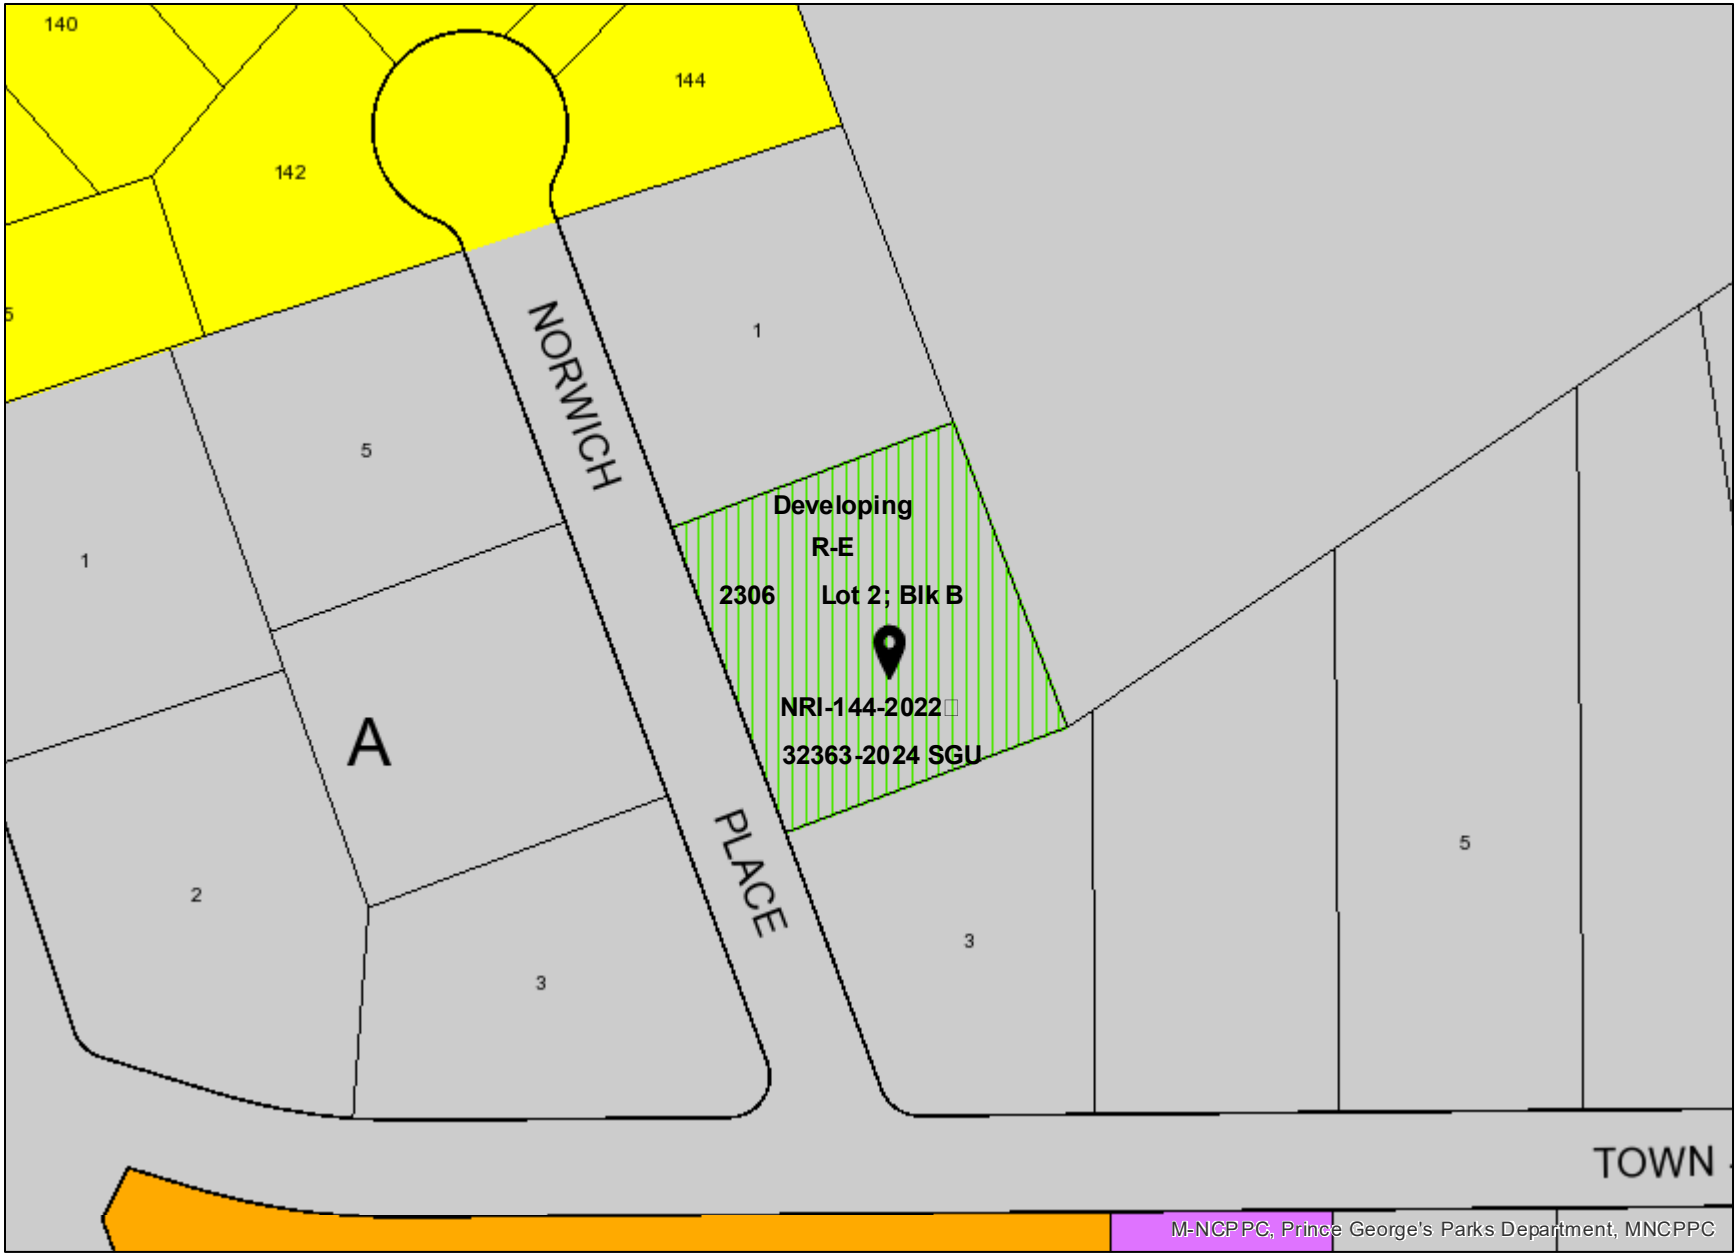 140
144
142
5
NORWICH
1
5
1
Developing
R-E
2306 Lot 2; Blk B
NRI-144-2022
32363-2024 SGU
A
PLACE
5
2
3
3
TOWN
M-NCPPC, Prince George's Parks Department, MNCPPC